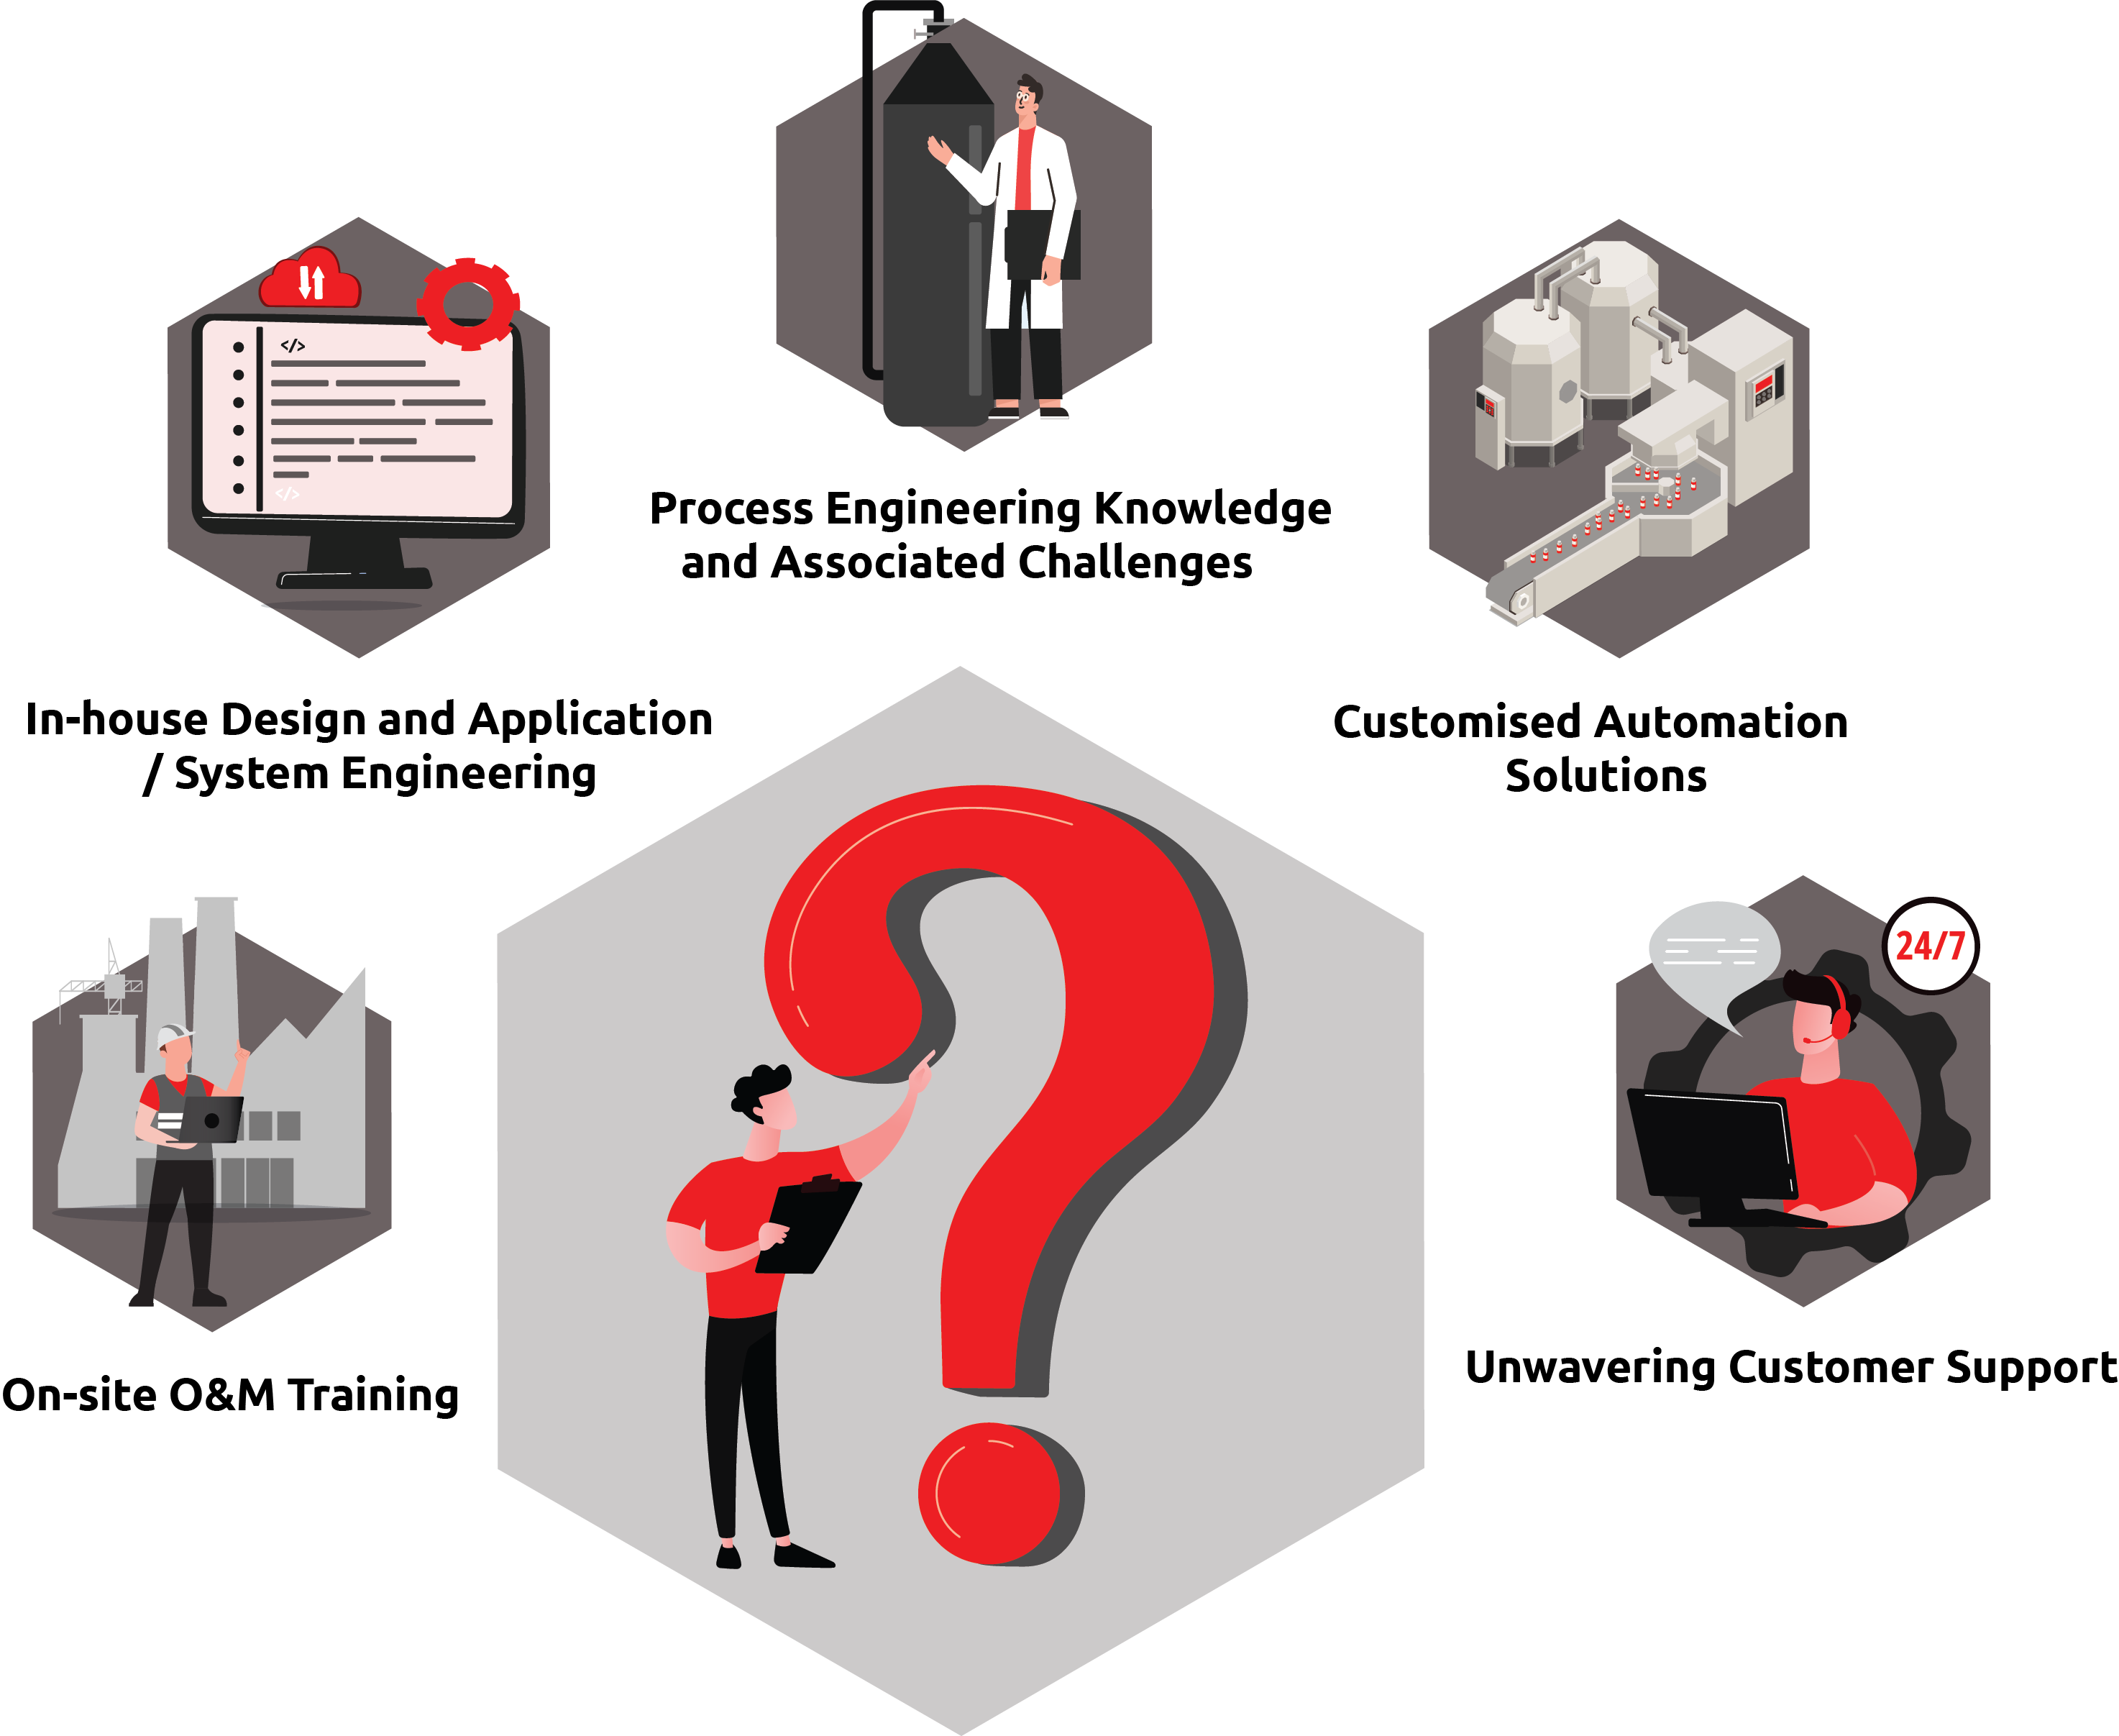 Process Engineering Knowledge
and Associated Challenges
</>
</>
In-house Design and Application
/ System Engineering
Customised Automation
Solutions
24/7
On-site O&M Training
Unwavering Customer Support